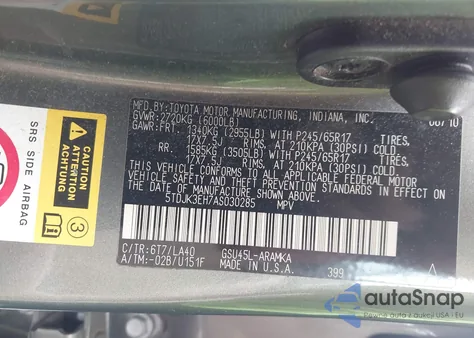 MFD.BY:TOYOTA MOTOR MANUFACTURING, INDIANA, INC. 08/10
GVWR: 2720KG (6000LB)
GAWR:FRT. 1340KG (2955LB) WITH P245/65R17 TIRES,
17X7.5J RIMS, AT 210KPA (30PSI) COLD.
RR. 1585KG (3505LB) WITH P245/65R17 TIRES,
17X7.5J RIMS, AT 210KPA (30PSI) COLD.
THIS VEHICLE CONFORMS TO ALL APPLICABLE FEDERAL MOTOR
VEHICLE SAFETY AND THEFT PREVENTION STANDARDS IN
EFFECT ON THE DATE OF MANUFACTURE SHOWN ABOVE.
5TDJK3EH7AS030285 MPV
C/TR:6T7/LA40 GSU45L-ARAMKA
A/TM:-02B/U151F MADE IN U.S.A. 399
SRS SIDE AIRBAG
CAUTION
ATTENTION
ACHTUNG
3
autoSnap